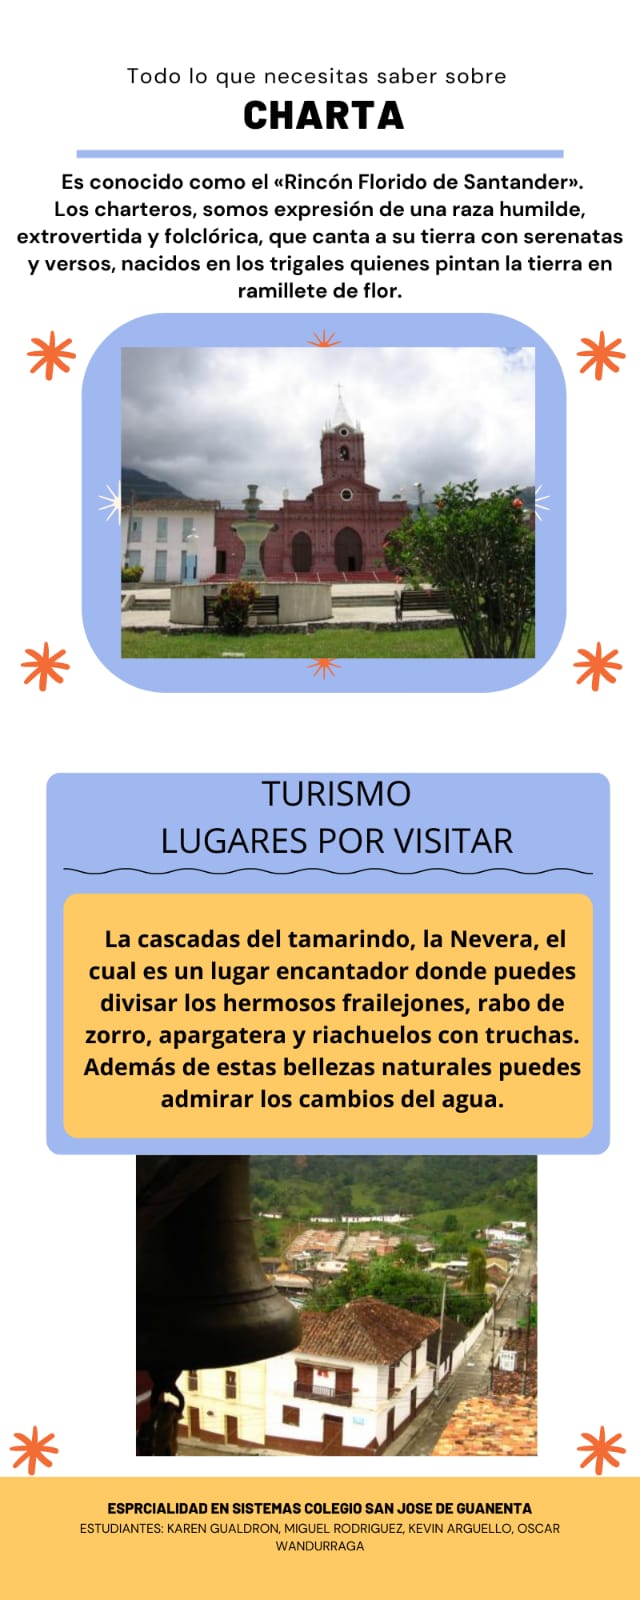 Todo lo que necesitas saber sobre
CHARTA
Es conocido como el «Rincón Florido de Santander».
Los charteros, somos expresión de una raza humilde,
extrovertida y folclórica, que canta a su tierra con serenatas
y versos, nacidos en los trigales quienes pintan la tierra en
ramillete de flor.
TURISMO
LUGARES POR VISITAR
La cascadas del tamarindo, la Nevera, el
cual es un lugar encantador donde puedes
divisar los hermosos frailejones, rabo de
zorro, apargatera y riachuelos con truchas.
Además de estas bellezas naturales puedes
admirar los cambios del agua.
ESPRCIALIDAD EN SISTEMAS COLEGIO SAN JOSE DE GUANENTA
ESTUDIANTES: KAREN GUALDRON, MIGUEL RODRIGUEZ, KEVIN ARGUELLO, OSCAR
WANDURRAGA